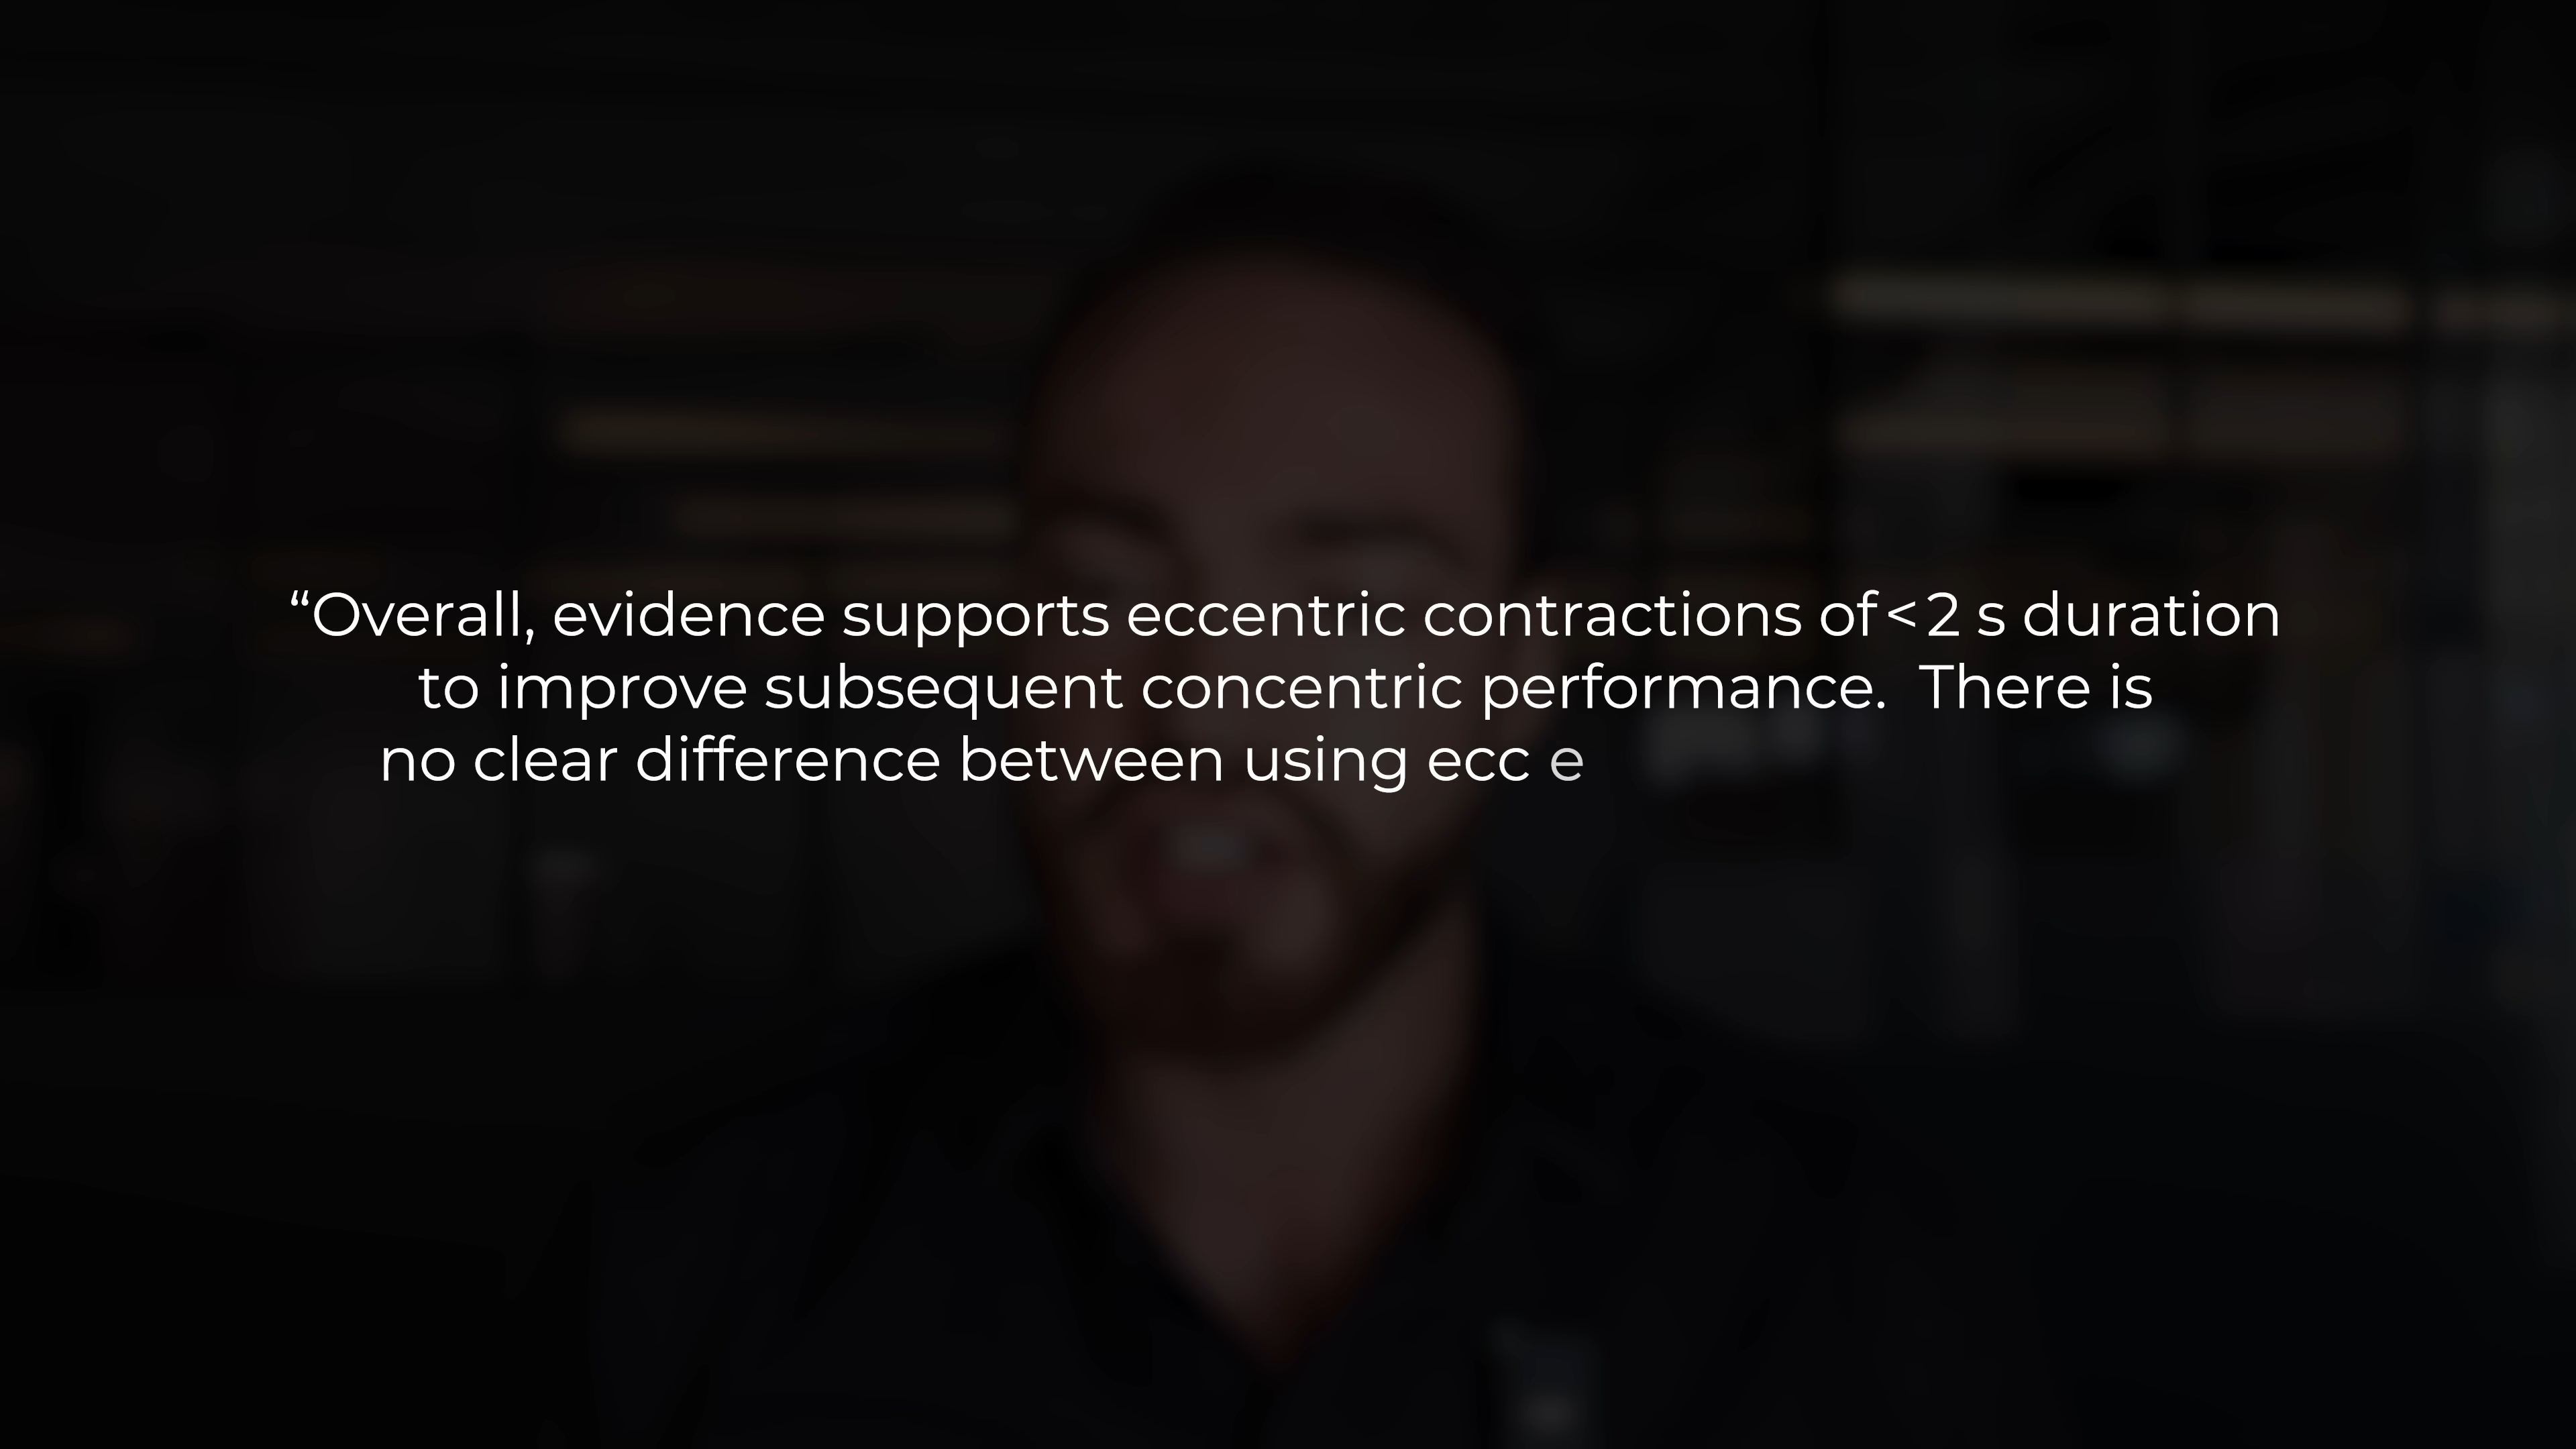 “Overall, evidence supports eccentric contractions of < 2 s duration
to improve subsequent concentric performance. There is
no clear difference between using ecc e